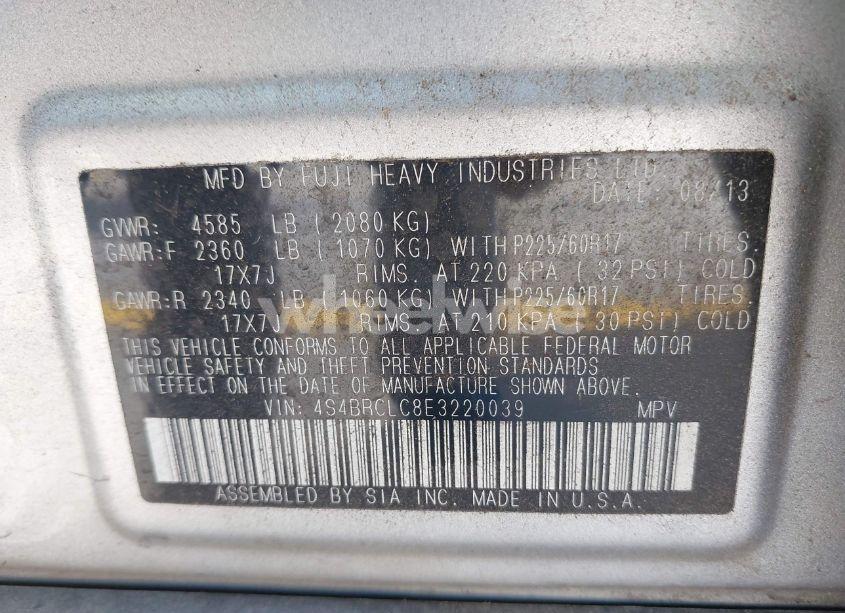 MFD BY FUJI HEAVY INDUSTRIES LTD
DATE: 08/13
GVWR: 4585 LB ( 2080 KG)
GAWR:F 2360 LB ( 1070 KG) WITH P225/60R17 TIRES.
17X7J RIMS. AT 220 KPA ( 32 PSI) COLD
GAWR:R 2340 LB ( 1060 KG) WITH P225/60R17 TIRES.
17X7J RIMS. AT 210 KPA ( 30 PSI) COLD
THIS VEHICLE CONFORMS TO ALL APPLICABLE FEDERAL MOTOR
VEHICLE SAFETY AND THEFT PREVENTION STANDARDS
IN EFFECT ON THE DATE OF MANUFACTURE SHOWN ABOVE.
VIN: 4S4BRCLC8E3220039 MPV
ASSEMBLED BY SIA INC. MADE IN U.S.A.